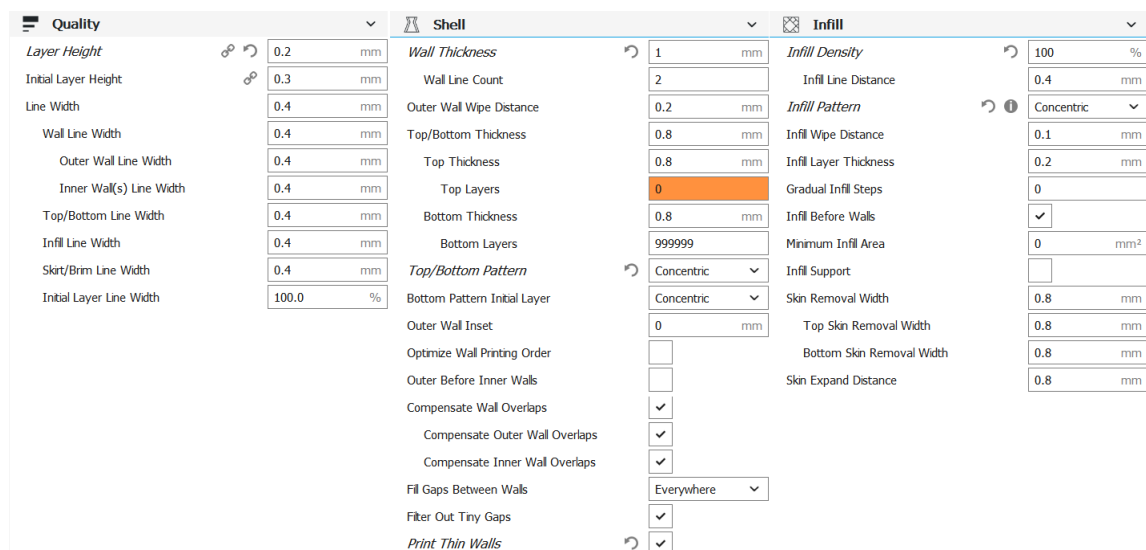 Quality
Layer Height 0.2 mm
Initial Layer Height 0.3 mm
Line Width 0.4 mm
Wall Line Width 0.4 mm
Outer Wall Line Width 0.4 mm
Inner Wall(s) Line Width 0.4 mm
Top/Bottom Line Width 0.4 mm
Infill Line Width 0.4 mm
Skirt/Brim Line Width 0.4 mm
Initial Layer Line Width 100.0 %
Shell
Wall Thickness 1 mm
Wall Line Count 2
Outer Wall Wipe Distance 0.2 mm
Top/Bottom Thickness 0.8 mm
Top Thickness 0.8 mm
Top Layers 0
Bottom Thickness 0.8 mm
Bottom Layers 999999
Top/Bottom Pattern Concentric
Bottom Pattern Initial Layer Concentric
Outer Wall Inset 0 mm
Optimize Wall Printing Order
Outer Before Inner Walls
Compensate Wall Overlaps
Compensate Outer Wall Overlaps
Compensate Inner Wall Overlaps
Fill Gaps Between Walls Everywhere
Filter Out Tiny Gaps
Print Thin Walls
Infill
Infill Density 100 %
Infill Line Distance 0.4 mm
Infill Pattern Concentric
Infill Wipe Distance 0.1 mm
Infill Layer Thickness 0.2 mm
Gradual Infill Steps 0
Infill Before Walls
Minimum Infill Area 0 mm²
Infill Support
Skin Removal Width 0.8 mm
Top Skin Removal Width 0.8 mm
Bottom Skin Removal Width 0.8 mm
Skin Expand Distance 0.8 mm